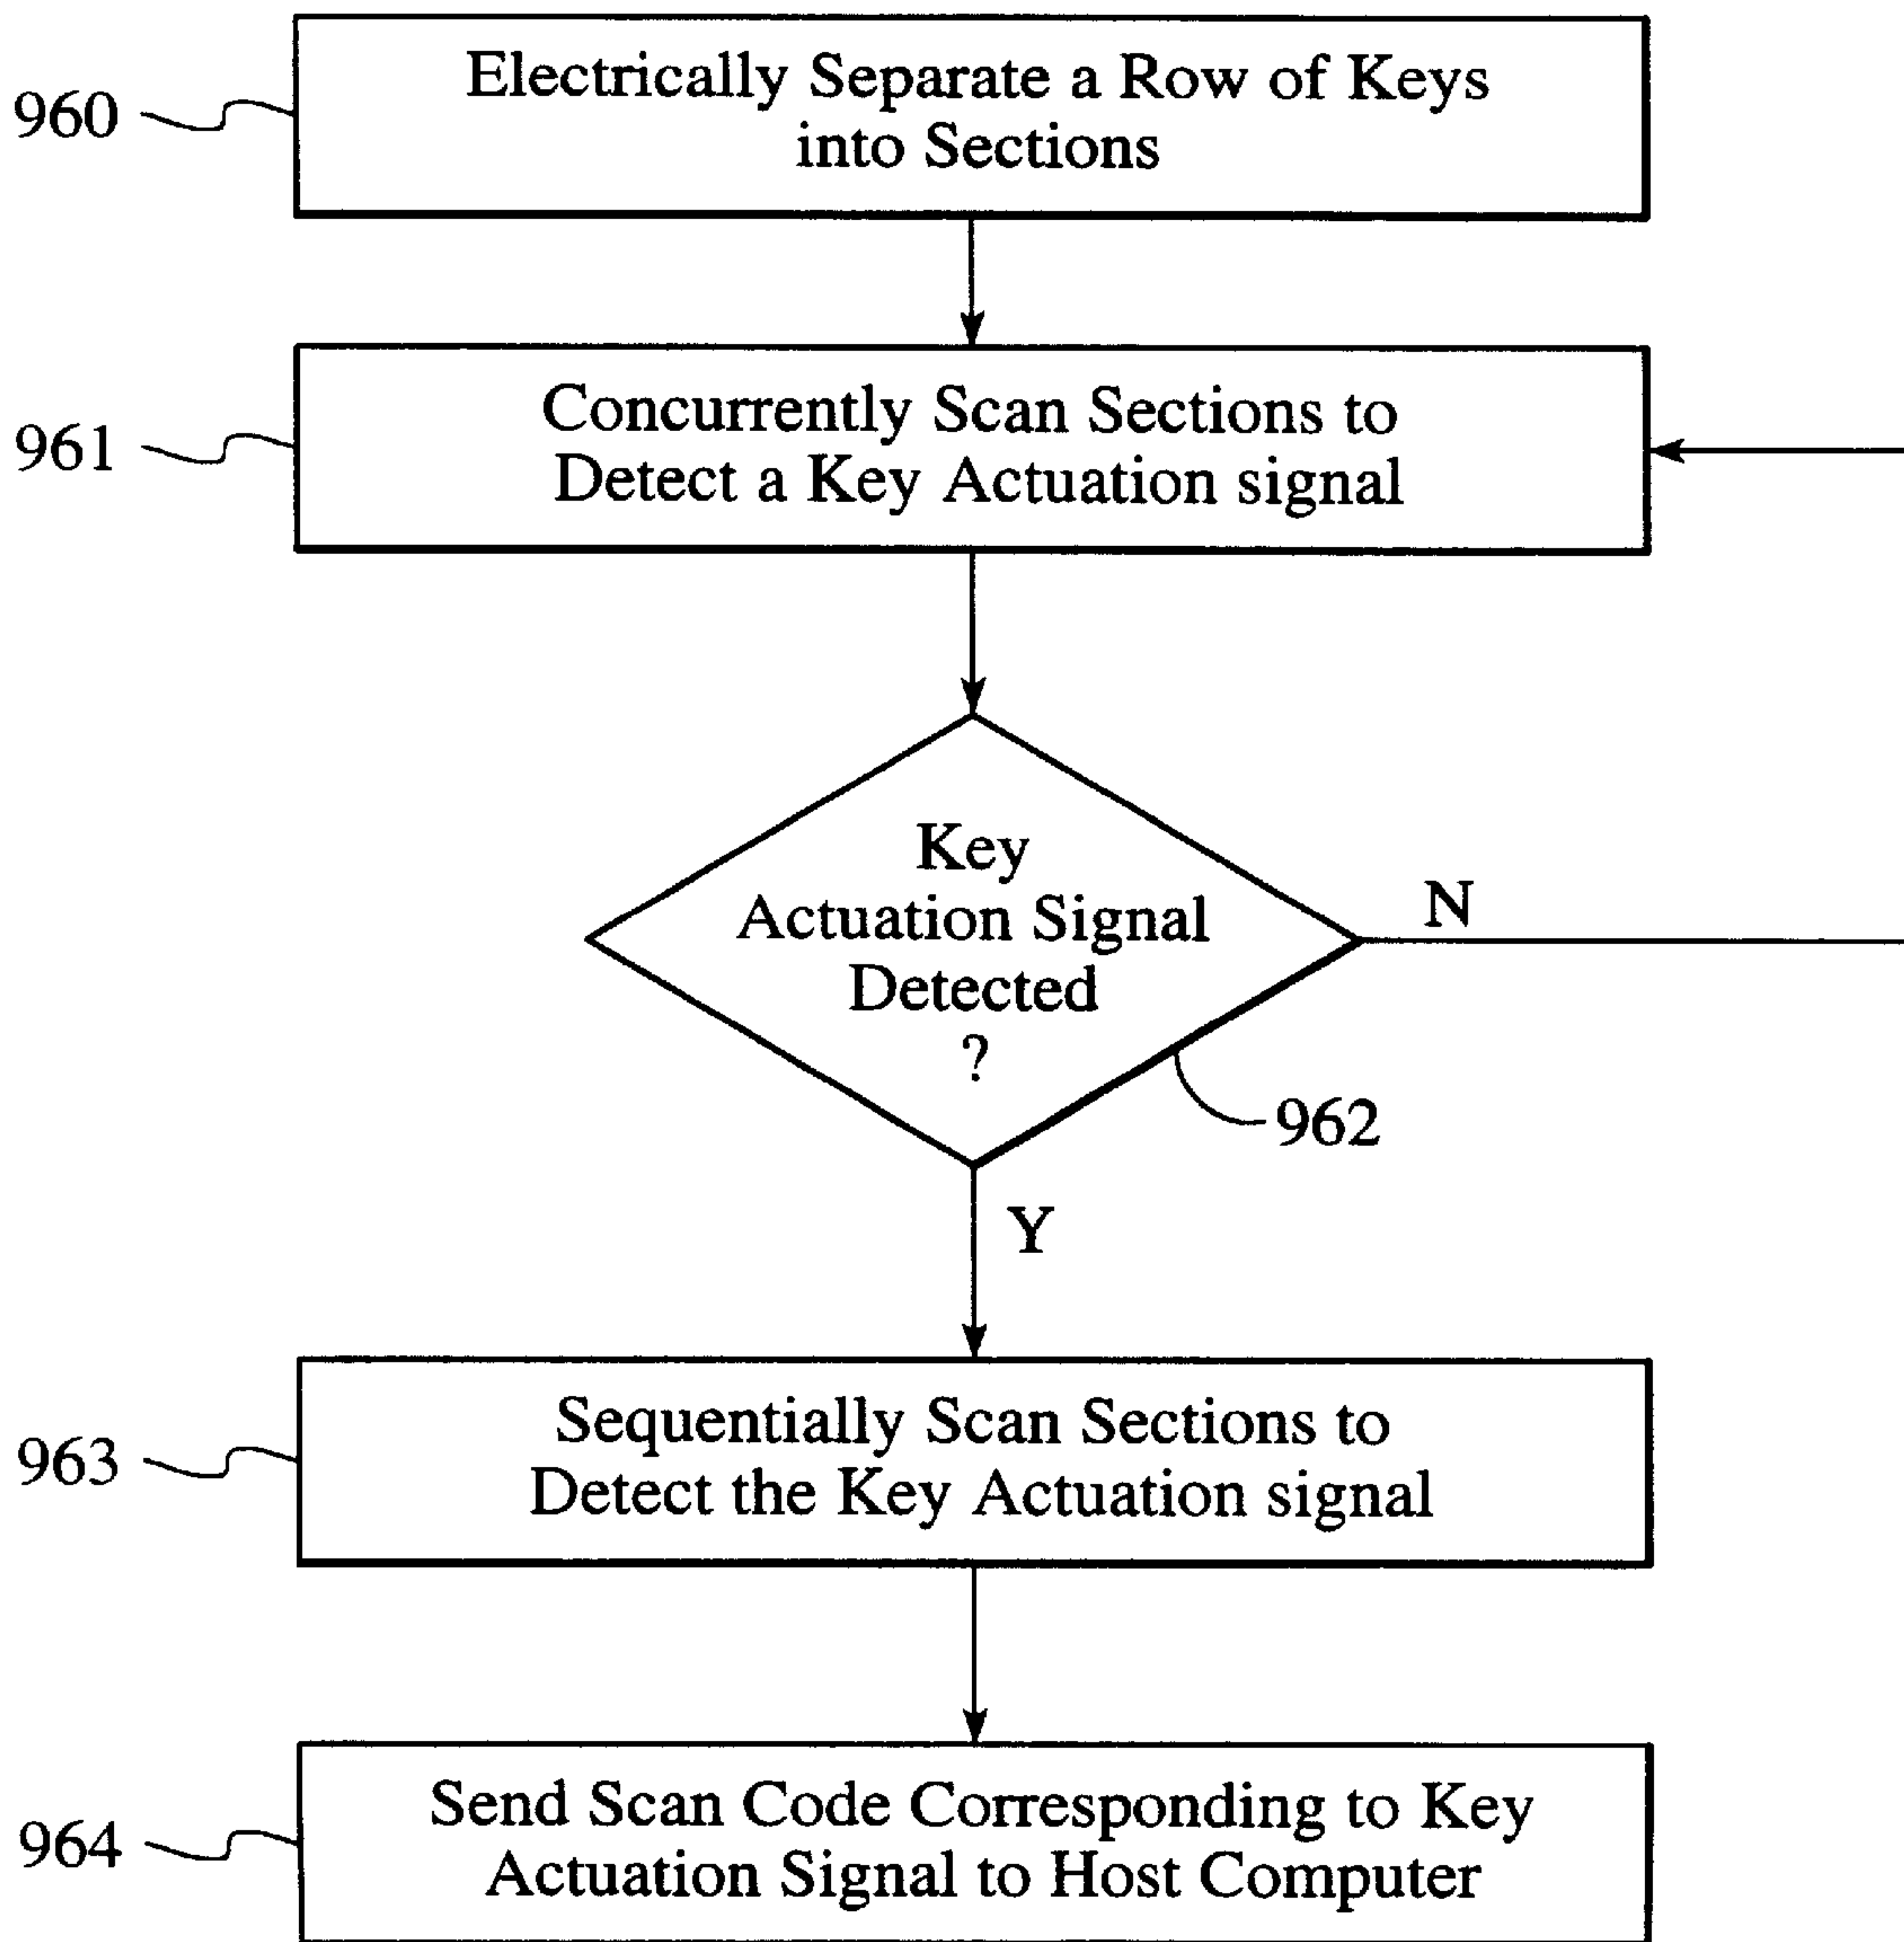 960
Electrically Separate a Row of Keys
into Sections
961
Concurrently Scan Sections to
Detect a Key Actuation signal
Key
Actuation Signal
Detected
?
N
962
Y
963
Sequentially Scan Sections to
Detect the Key Actuation signal
964
Send Scan Code Corresponding to Key
Actuation Signal to Host Computer